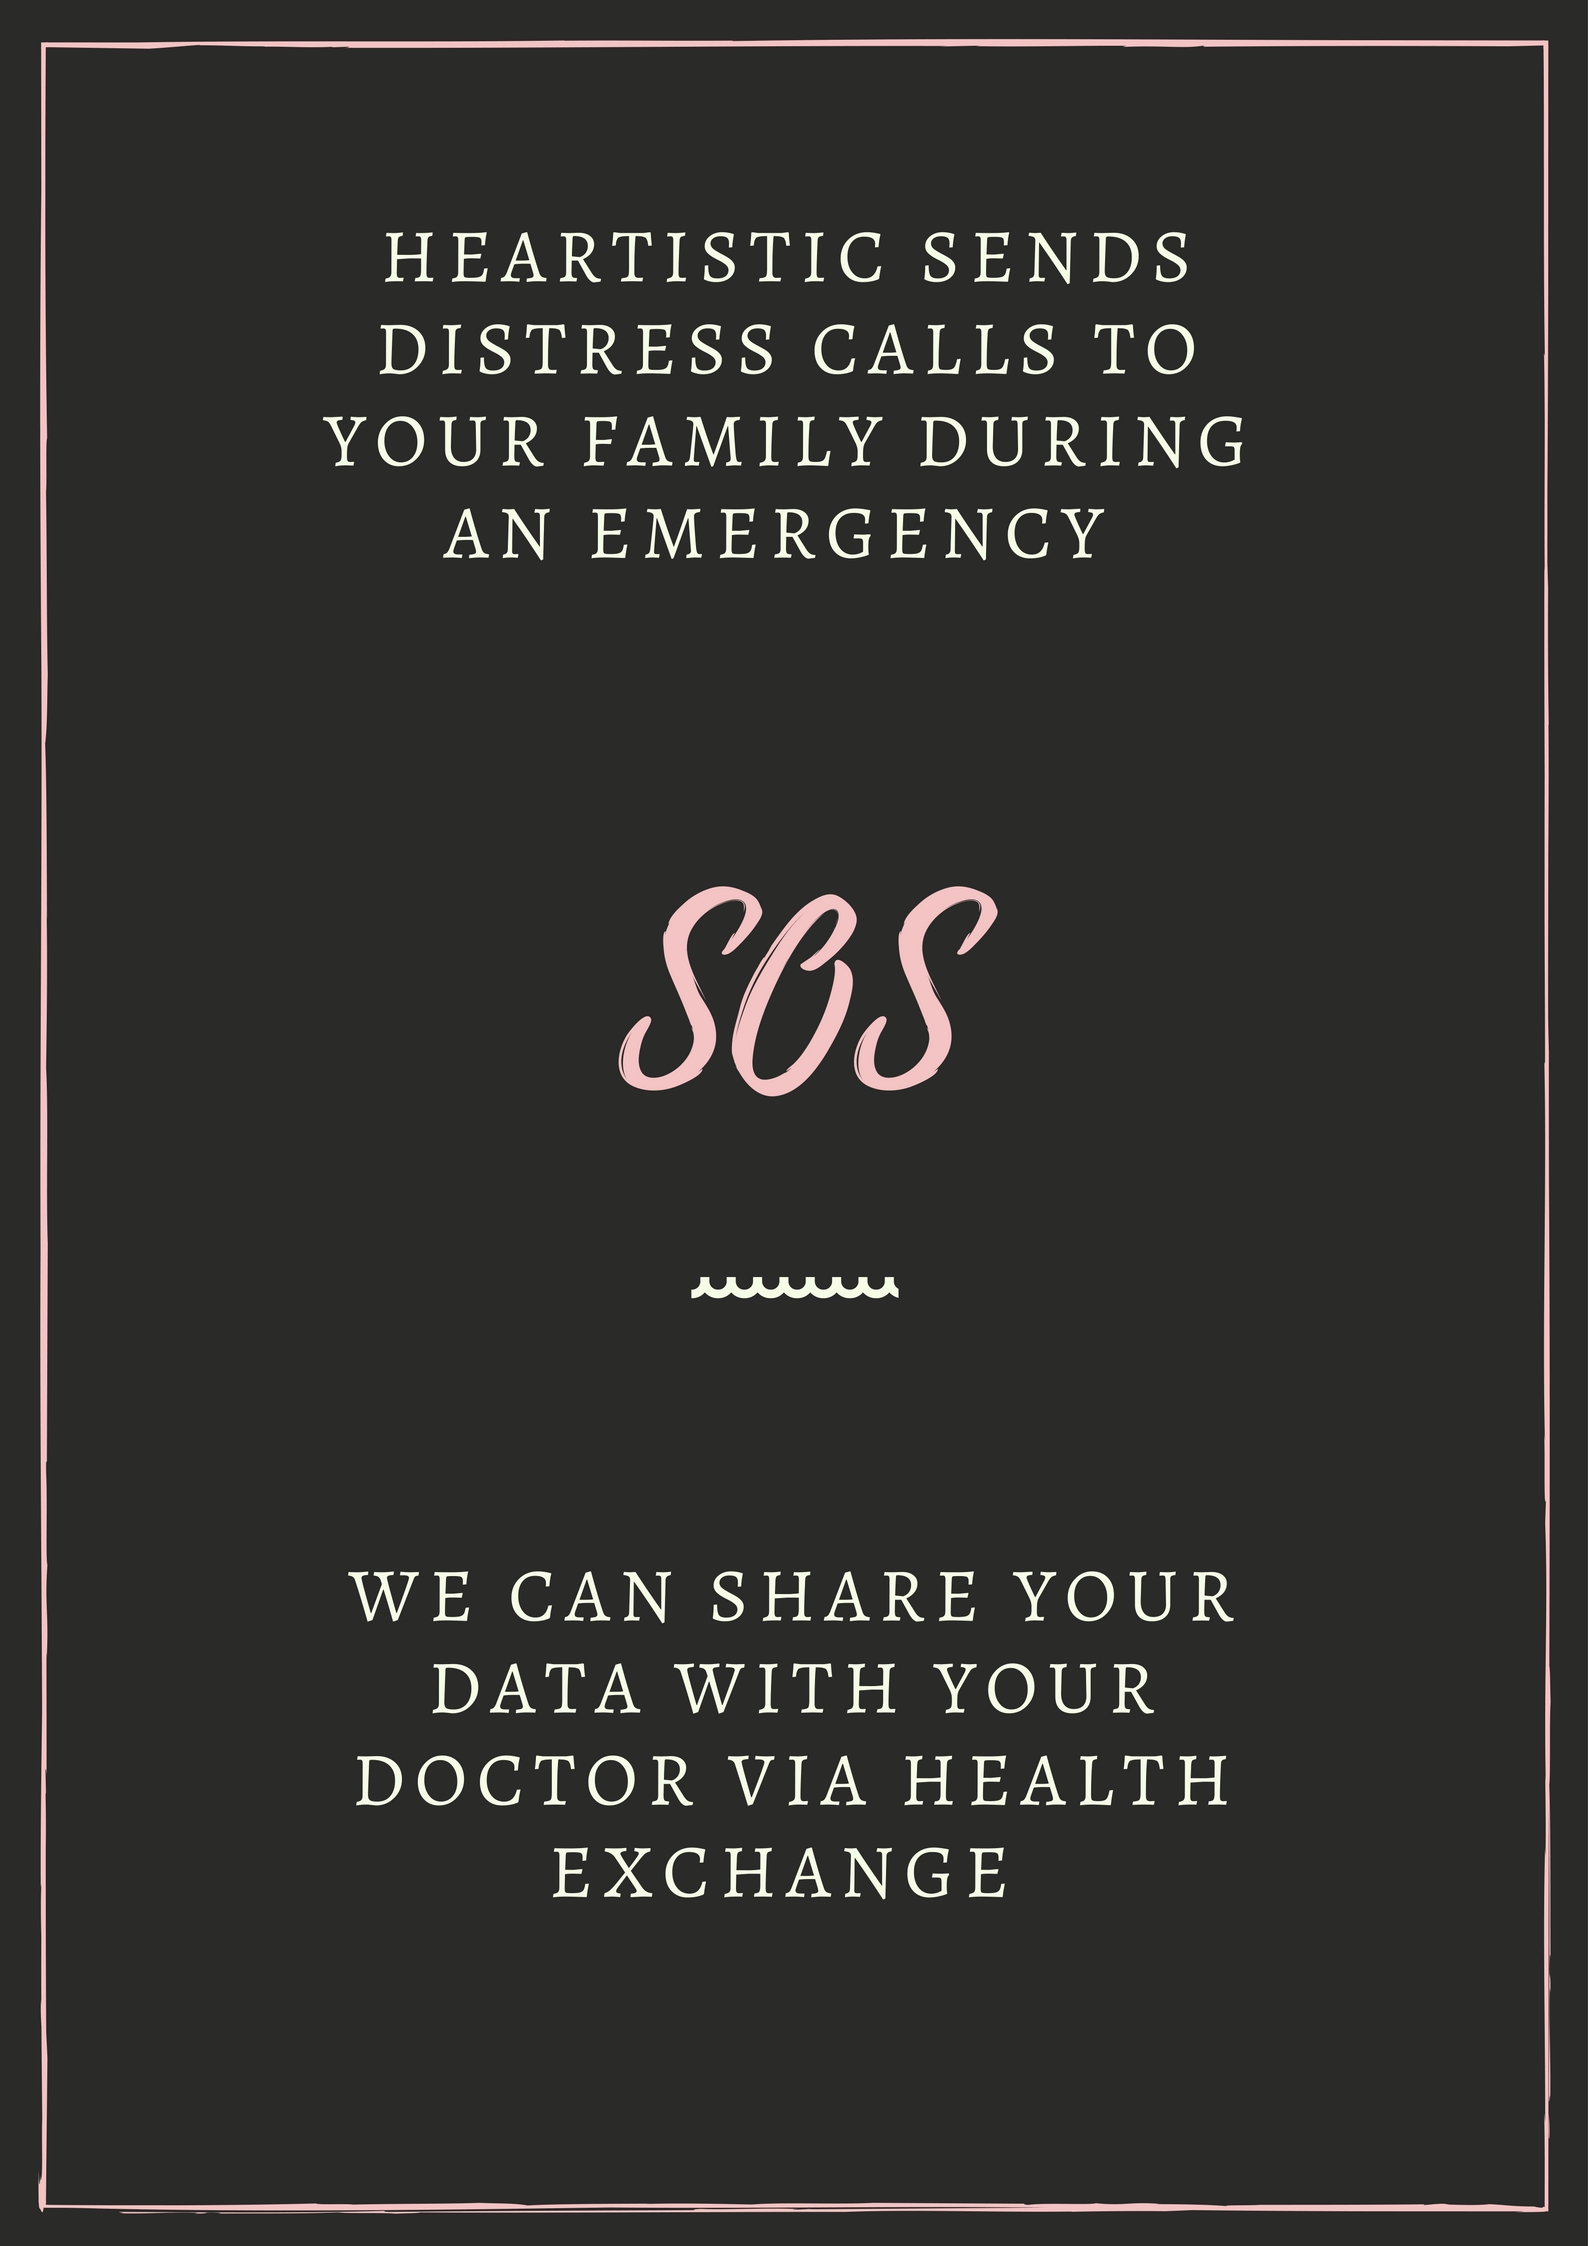 HEARTISTIC SENDS
DISTRESS CALLS TO
YOUR FAMILY DURING
AN EMERGENCY
SOS
WE CAN SHARE YOUR
DATA WITH YOUR
DOCTOR VIA HEALTH
EXCHANGE